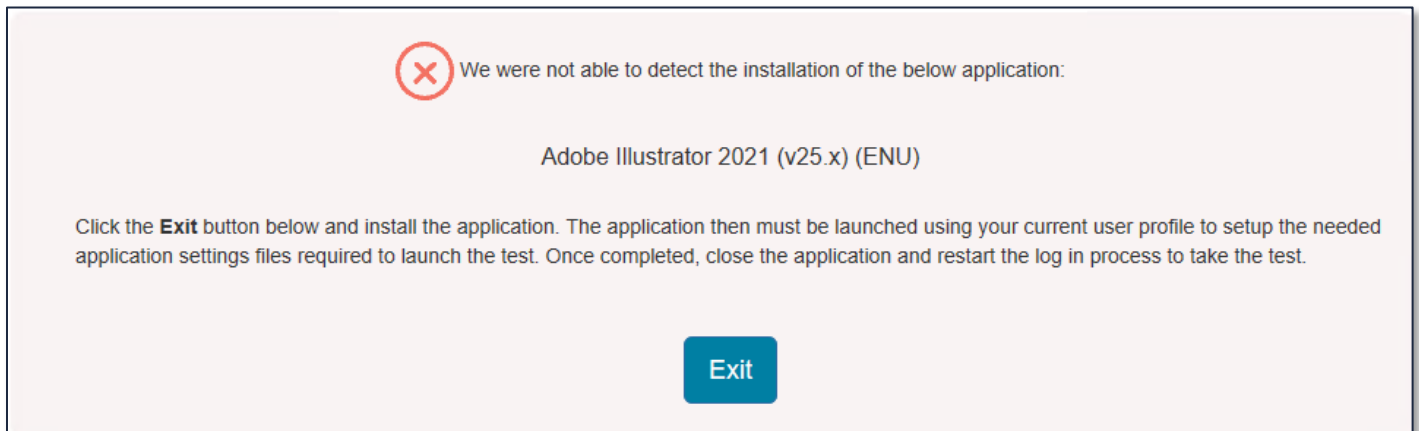 We were not able to detect the installation of the below application:
Adobe Illustrator 2021 (v25.x) (ENU)
Click the Exit button below and install the application. The application then must be launched using your current user profile to setup the needed
application settings files required to launch the test. Once completed, close the application and restart the log in process to take the test.
Exit